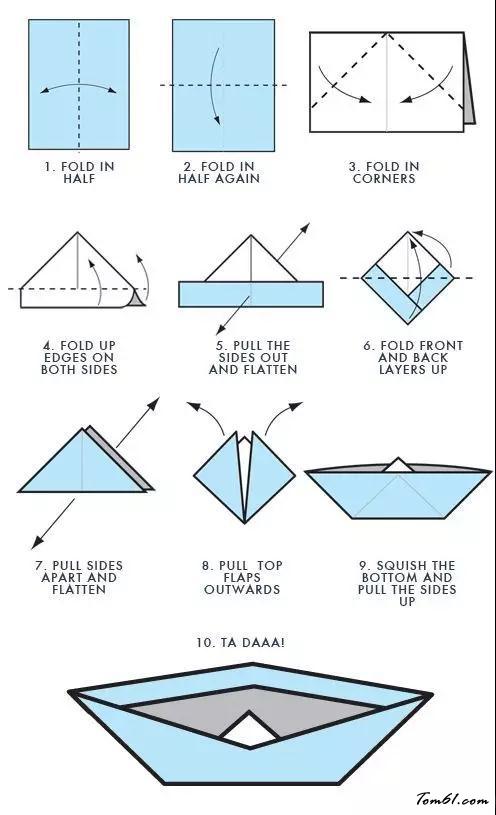 1. FOLD IN
HALF
2. FOLD IN
HALF AGAIN
3. FOLD IN
CORNERS
4. FOLD UP
EDGES ON
BOTH SIDES
5. PULL THE
SIDES OUT
AND FLATTEN
6. FOLD FRONT
AND BACK
LAYERS UP
7. PULL SIDES
APART AND
FLATTEN
8. PULL TOP
FLAPS
OUTWARDS
9. SQUISH THE
BOTTOM AND
PULL THE SIDES
UP
10. TA DAAA!
Tom61.com